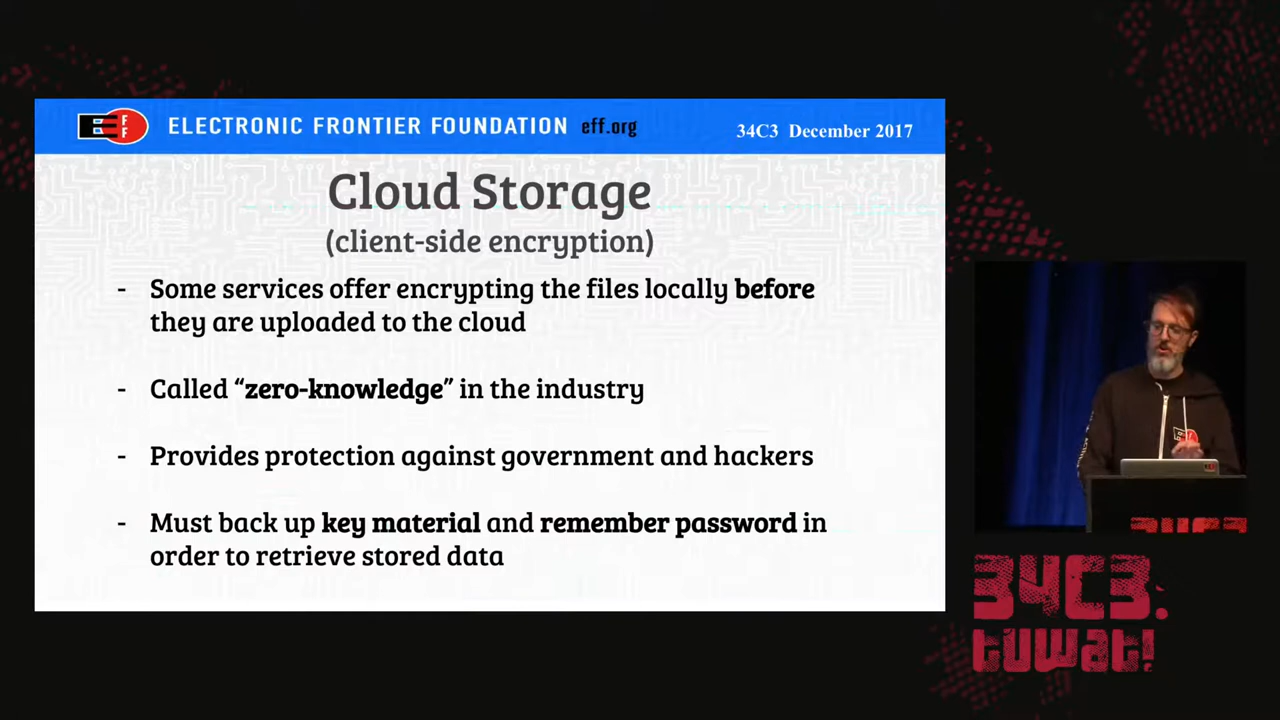 EFF
ELECTRONIC FRONTIER FOUNDATION eff.org
34C3 December 2017
Cloud Storage
(client-side encryption)
- Some services offer encrypting the files locally before
they are uploaded to the cloud
- Called “zero-knowledge” in the industry
- Provides protection against government and hackers
- Must back up key material and remember password in
order to retrieve stored data
34C3
34C3.
tuwat!